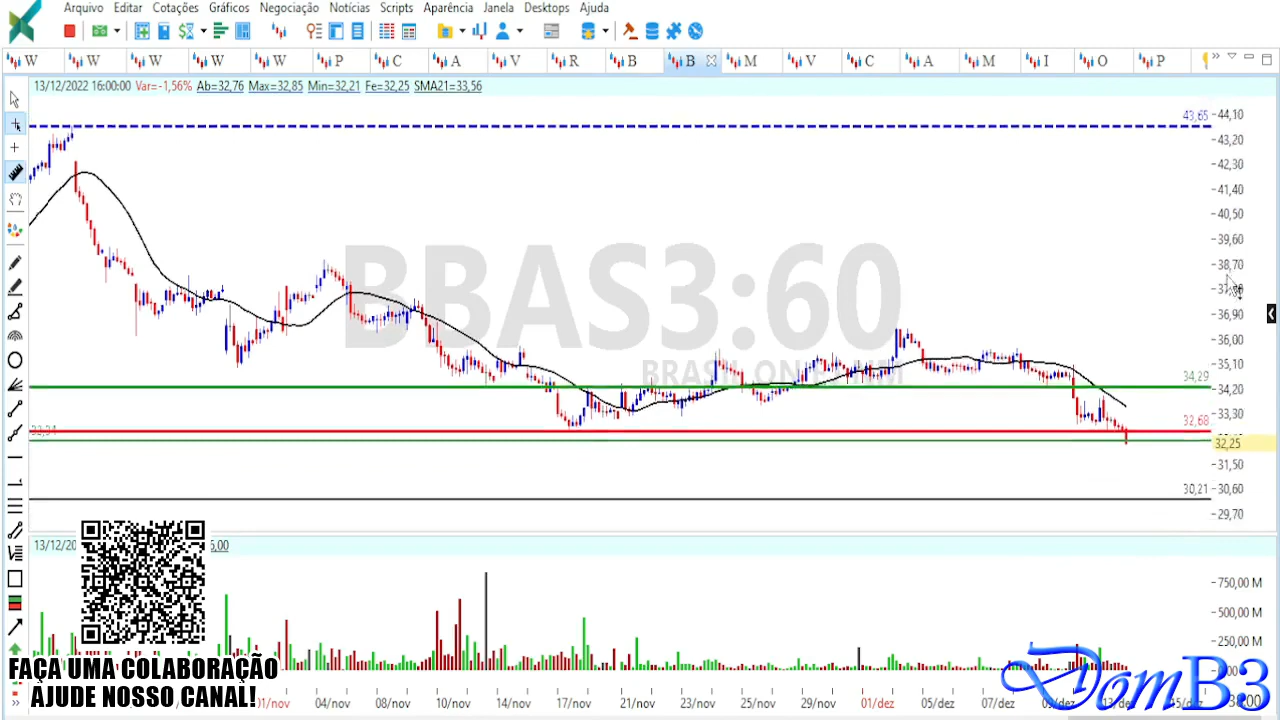 Arquivo Editar Cotações Gráficos Negociação Notícias Scripts Aparência Janela Desktops Ajuda
W W W W W P C A V R B B M V C A M I O P
13/12/2022 16:00:00 Var=-1,56% Ab=32,76 Max=32,85 Min=32,21 Fe=32,25 SMA21=33,56
43,65
44,10
43,20
42,30
41,40
40,50
39,60
38,70
36,90
36,00
35,10
34,29
34,20
33,30
32,68
32,25
31,50
30,60
30,21
29,70
BBAS3:60
13/12/20
750,00 M
500,00 M
250,00 M
FAÇA UMA COLABORAÇÃO
AJUDE NOSSO CANAL!
01/nov 04/nov 08/nov 10/nov 14/nov 17/nov 21/nov 23/nov 25/nov 29/nov 01/dez 05/dez 07/dez
DomB3